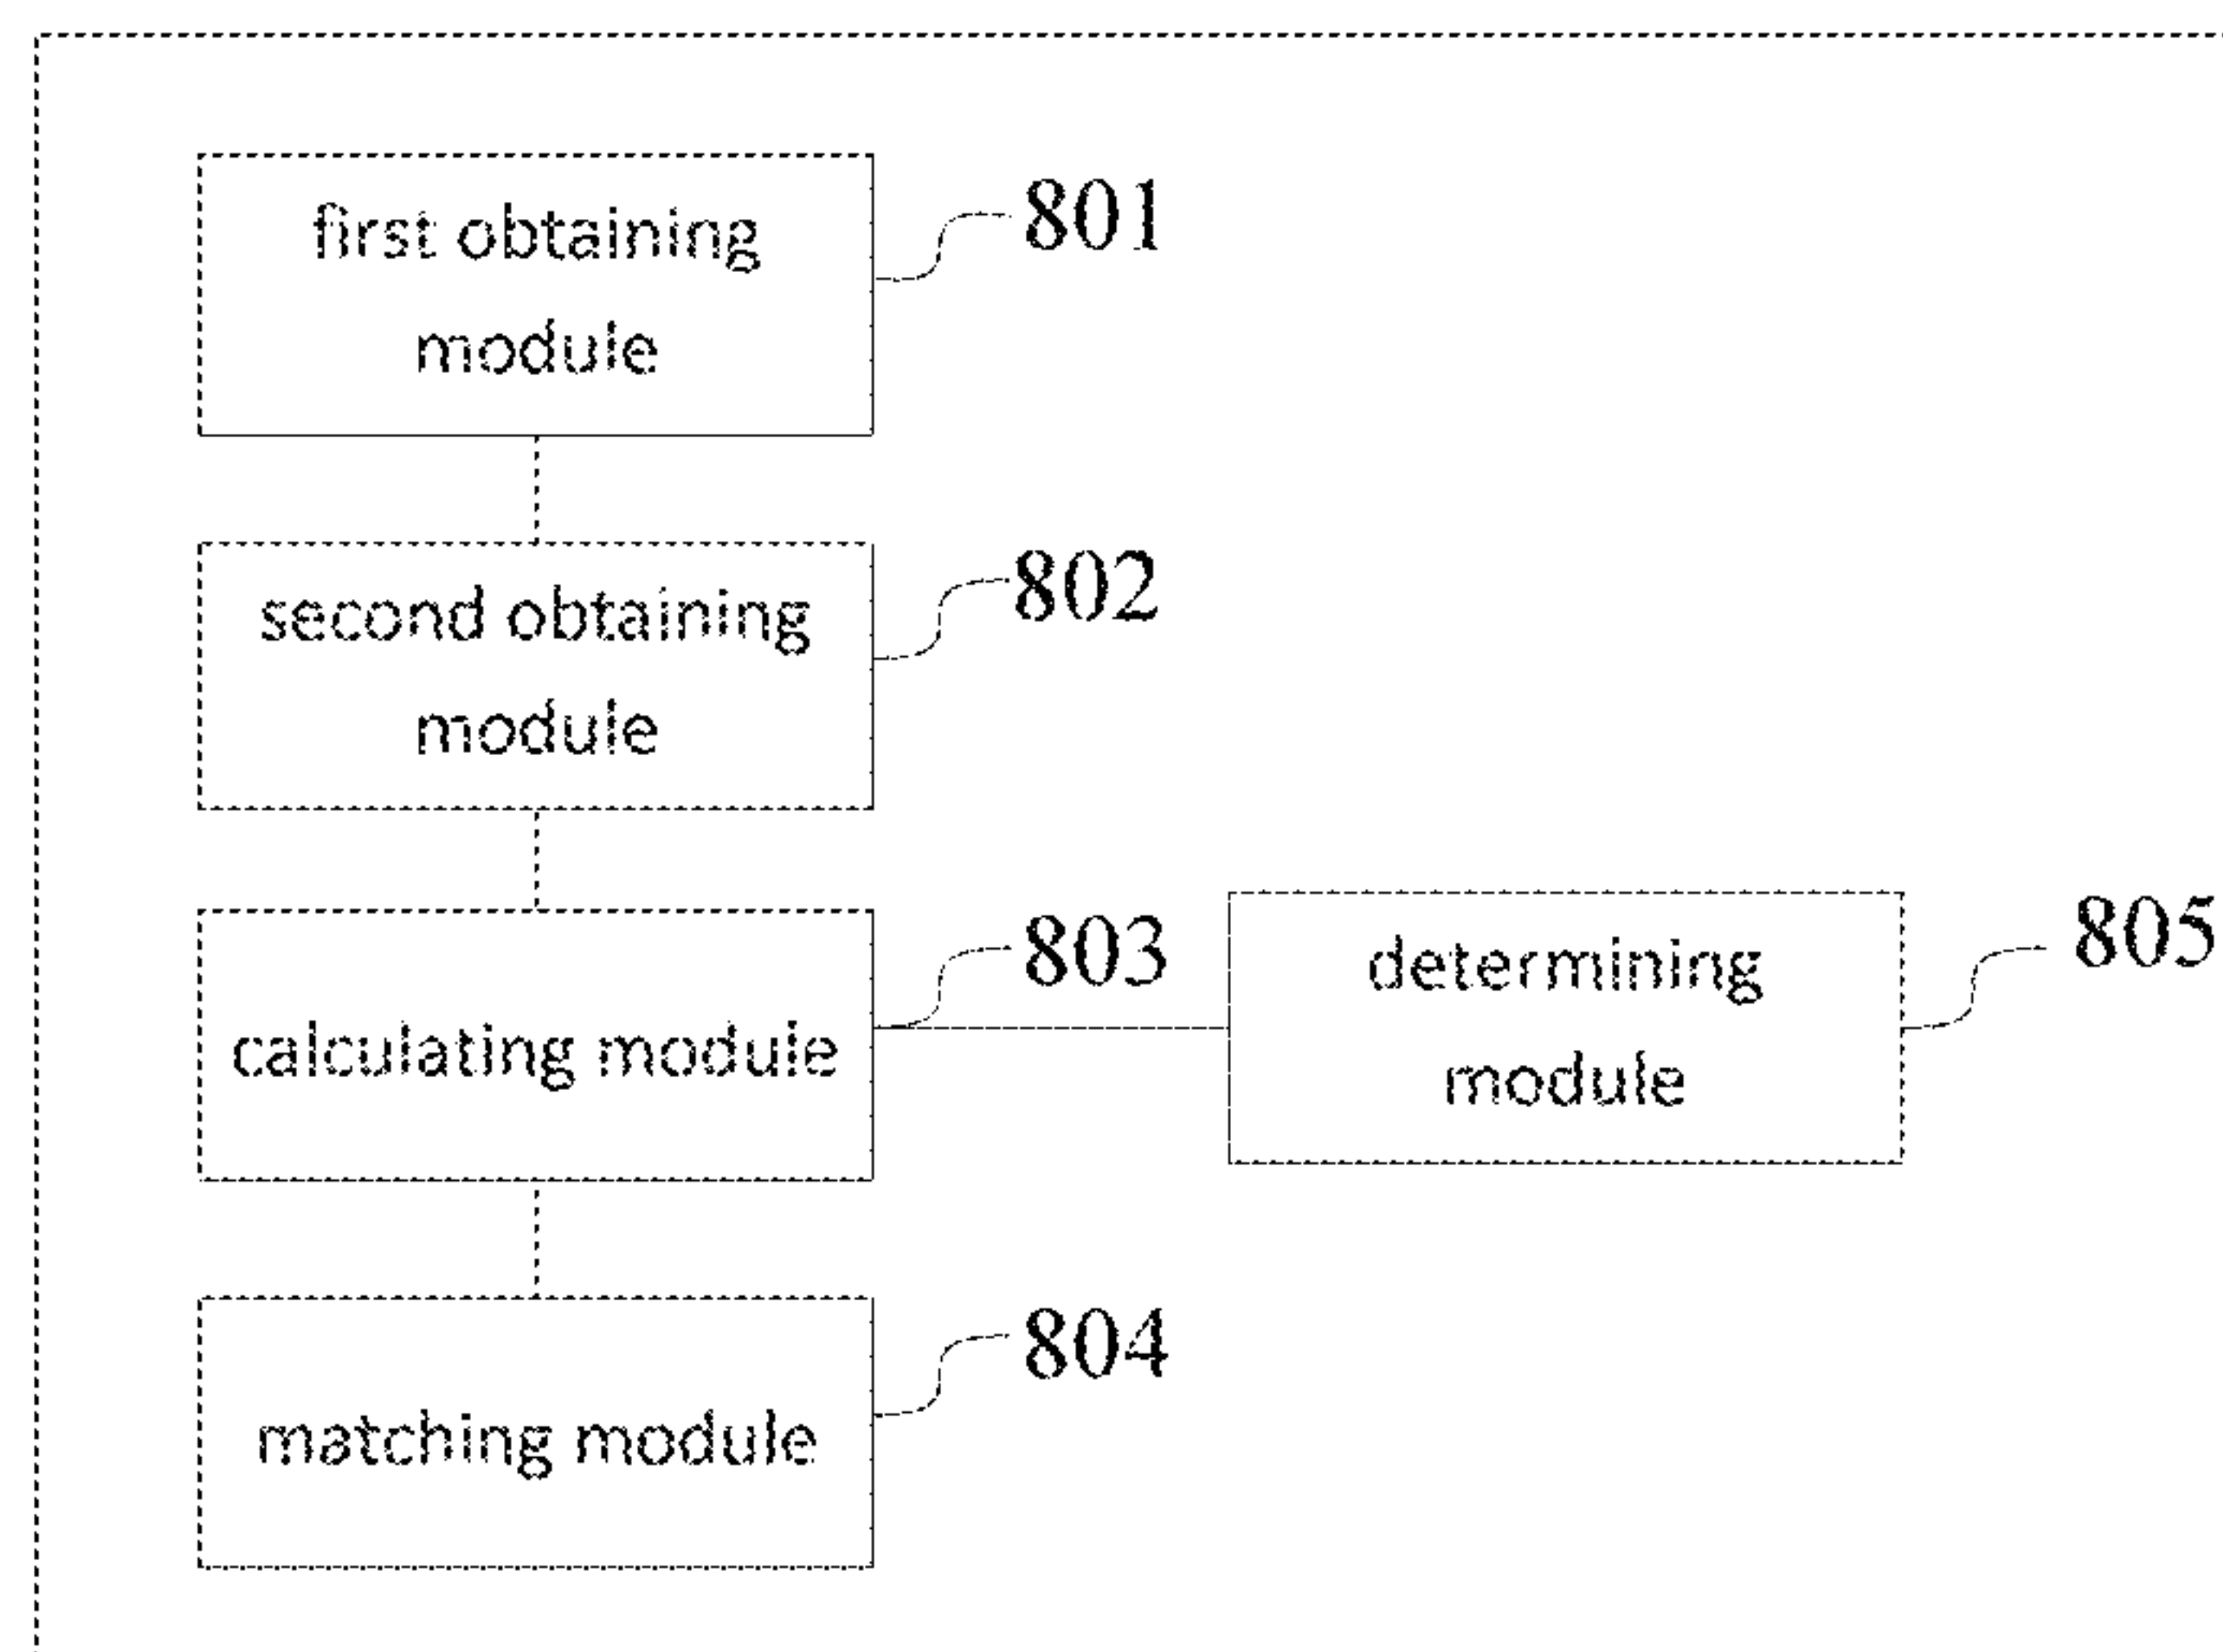 first obtaining
module
801
second obtaining
module
802
calculating module
803
determining
module
805
matching module
804